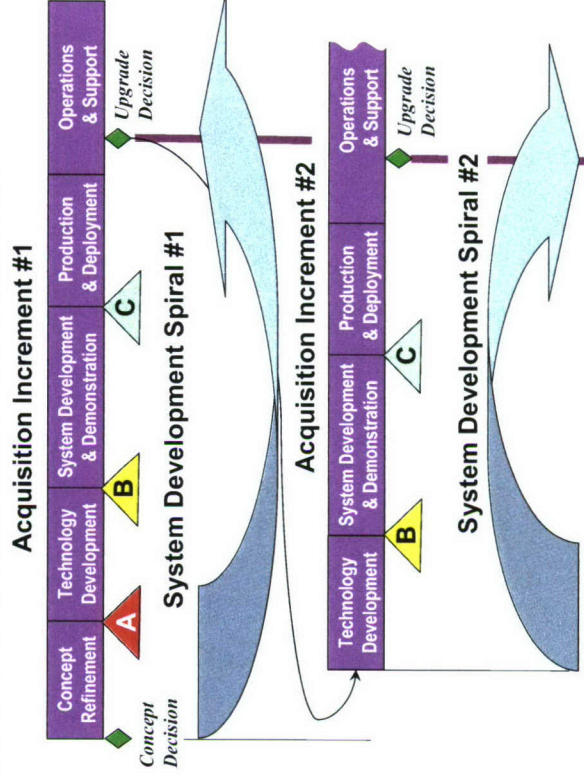 Acquisition Increment #1
Concept
Refinement
Technology
Development
System Development
& Demonstration
Production
& Deployment
Operations
& Support
A
B
C
Concept
Decision
Upgrade
Decision
System Development Spiral #1
Acquisition Increment #2
Technology
Development
System Development
& Demonstration
Production
& Deployment
Operations
& Support
B
C
Upgrade
Decision
System Development Spiral #2